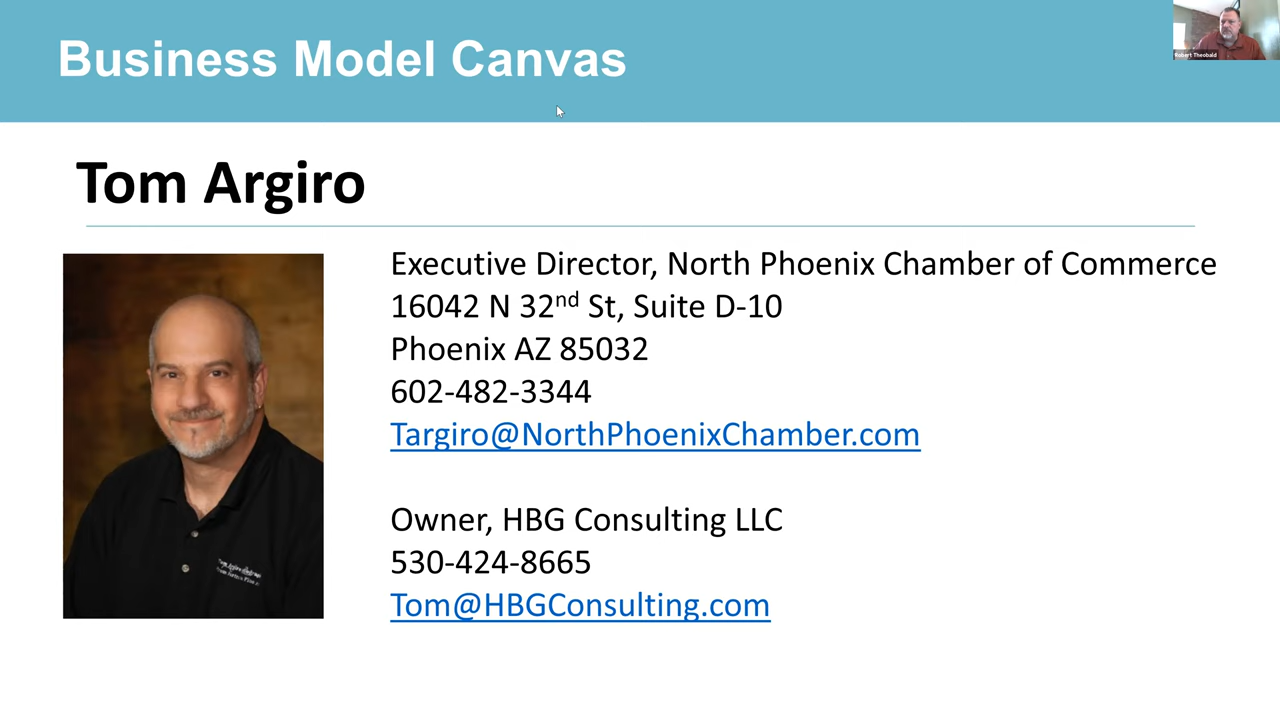 Business Model Canvas
Robert Theobald
Tom Argiro
Executive Director, North Phoenix Chamber of Commerce
16042 N 32nd St, Suite D-10
Phoenix AZ 85032
602-482-3344
Targiro@NorthPhoenixChamber.com
Owner, HBG Consulting LLC
530-424-8665
Tom@HBGConsulting.com